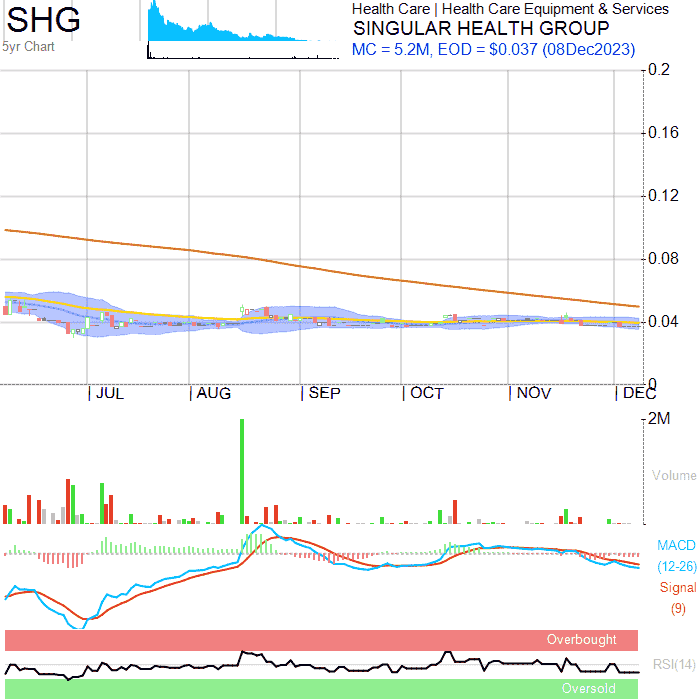 SHG
5yr Chart
Health Care | Health Care Equipment & Services
SINGULAR HEALTH GROUP
MC = 5.2M, EOD = $0.037 (08Dec2023)
0.2
0.16
0.12
0.08
0.04
0
JUL AUG SEP OCT NOV DEC
2M
Volume
MACD
(12-26)
Signal
(9)
Overbought
RSI(14)
Oversold